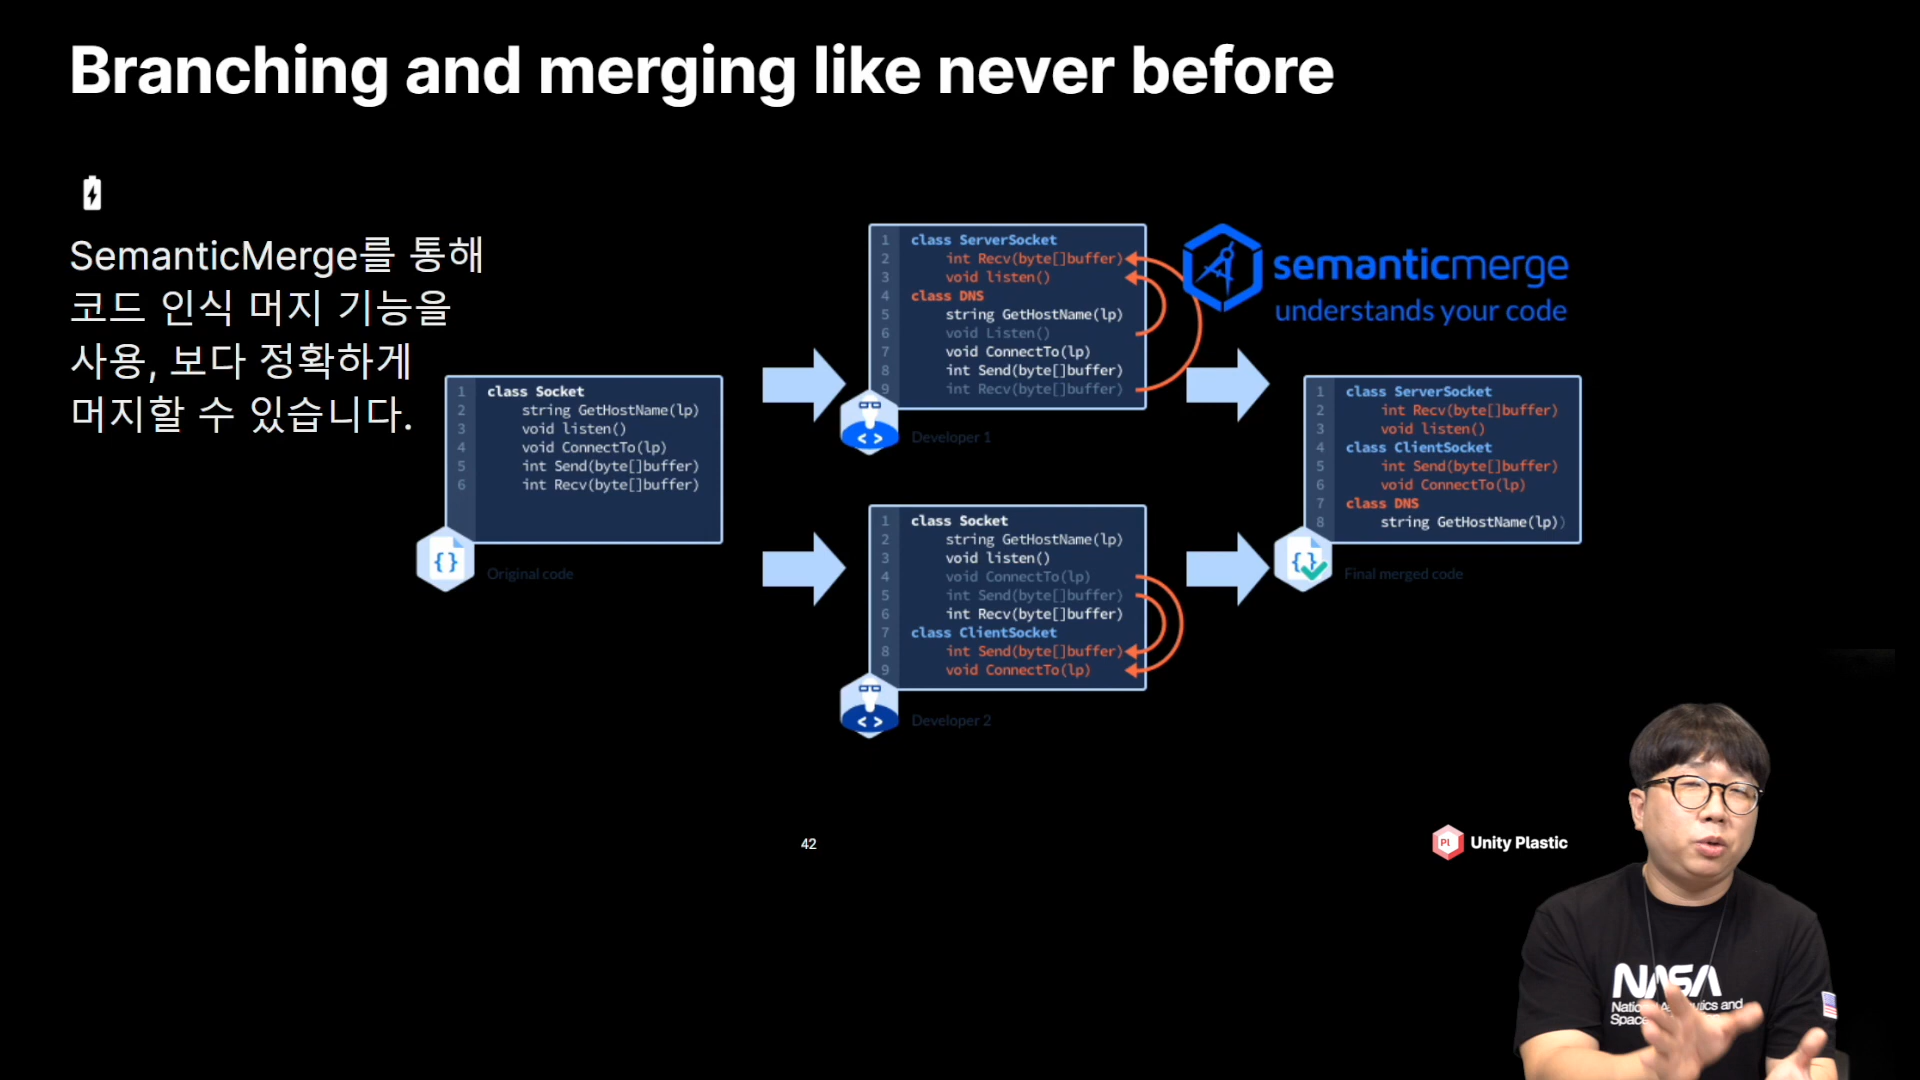 Branching and merging like never before
SemanticMerge를 통해
코드 인식 머지 기능을
사용, 보다 정확하게
머지할 수 있습니다.
1 class Socket
2 string GetHostName(lp)
3 void listen()
4 void ConnectTo(lp)
5 int Send(byte[]buffer)
6 int Recv(byte[]buffer)
{}
Original code
1 class ServerSocket
2 int Recv(byte[]buffer)
3 void listen()
4 class DNS
5 string GetHostName(lp)
6 void Listen()
7 void ConnectTo(lp)
8 int Send(byte[]buffer)
9 int Recv(byte[]buffer)
< >
Developer 1
1 class Socket
2 string GetHostName(lp)
3 void listen()
4 void ConnectTo(lp)
5 int Send(byte[]buffer)
6 int Recv(byte[]buffer)
7 class ClientSocket
8 int Send(byte[]buffer)
9 void ConnectTo(lp)
< >
Developer 2
semanticmerge
understands your code
1 class ServerSocket
2 int Recv(byte[]buffer)
3 void listen()
4 class ClientSocket
5 int Send(byte[]buffer)
6 void ConnectTo(lp)
7 class DNS
8 string GetHostName(lp))
{}
Final merged code
42
PL Unity Plastic
NASA
and
Space